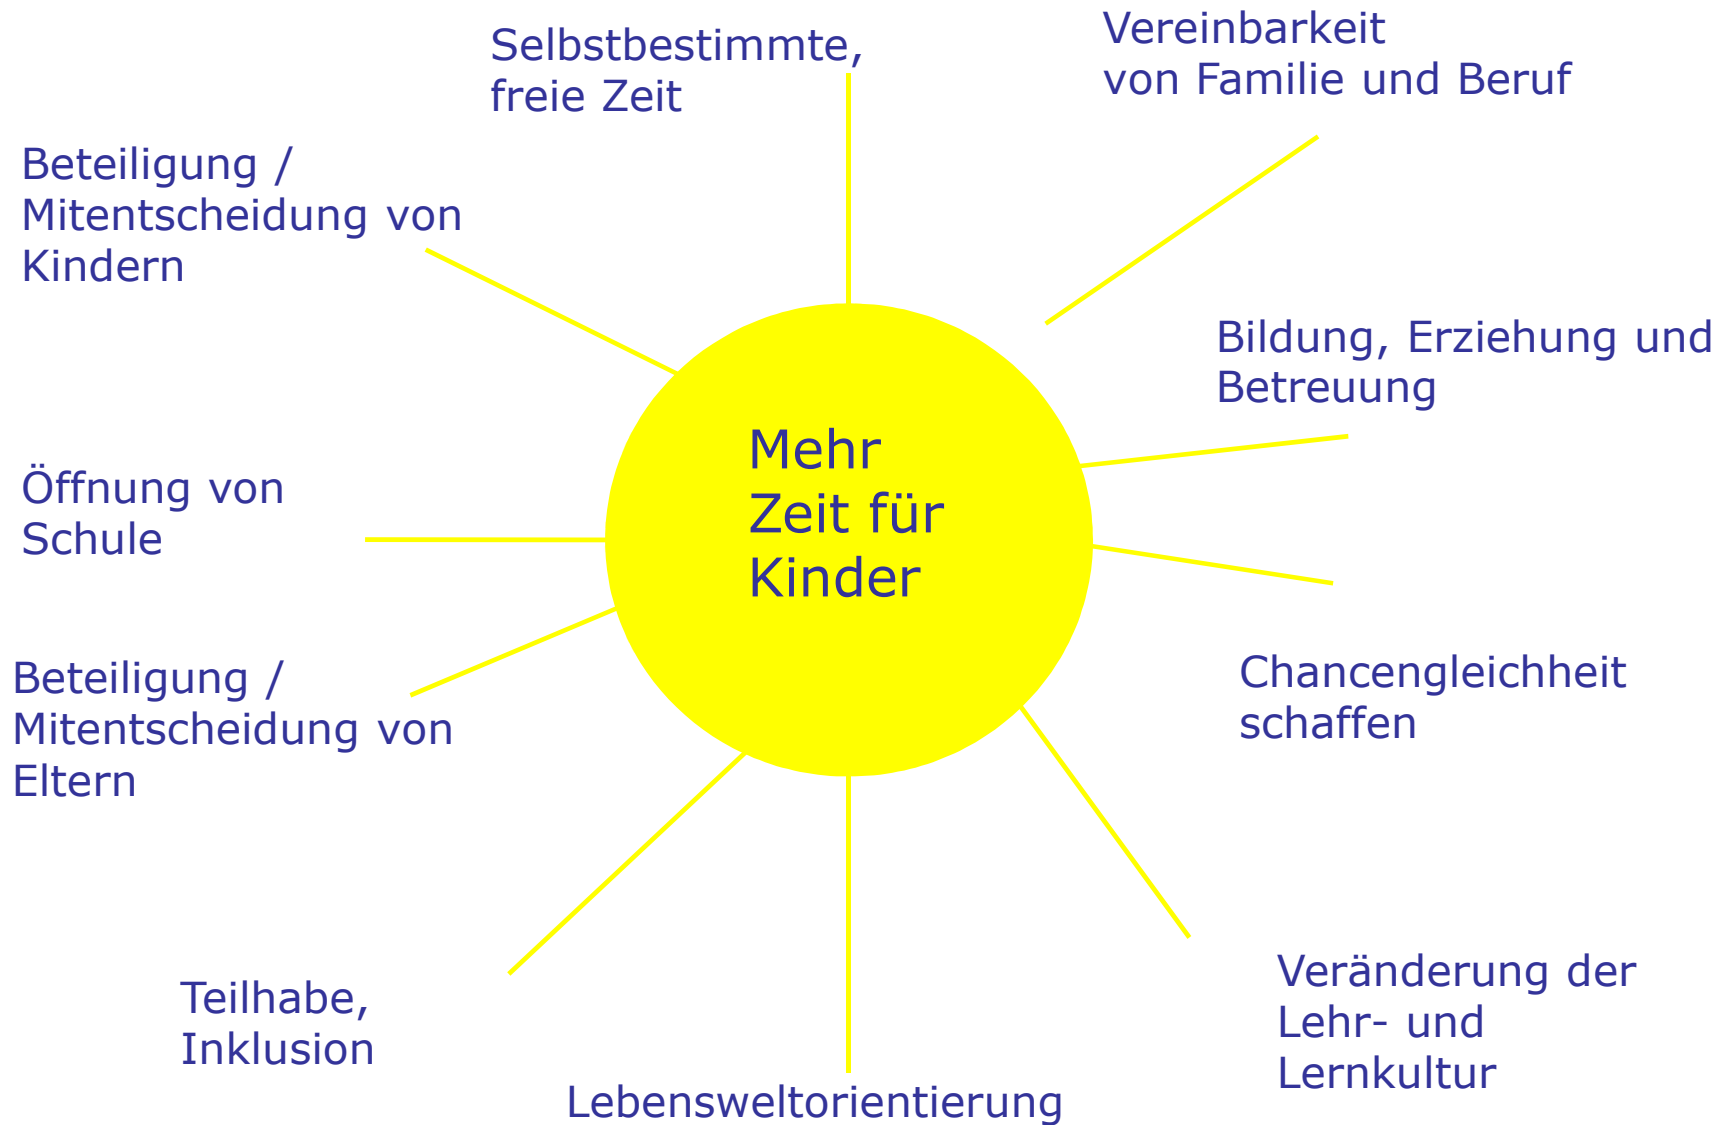 Selbstbestimmte,
freie Zeit
Vereinbarkeit
von Familie und Beruf
Beteiligung /
Mitentscheidung von
Kindern
Bildung, Erziehung und
Betreuung
Mehr
Zeit für
Kinder
Öffnung von
Schule
Beteiligung /
Mitentscheidung von
Eltern
Chancengleichheit
schaffen
Teilhabe,
Inklusion
Veränderung der
Lehr- und
Lernkultur
Lebensweltorientierung